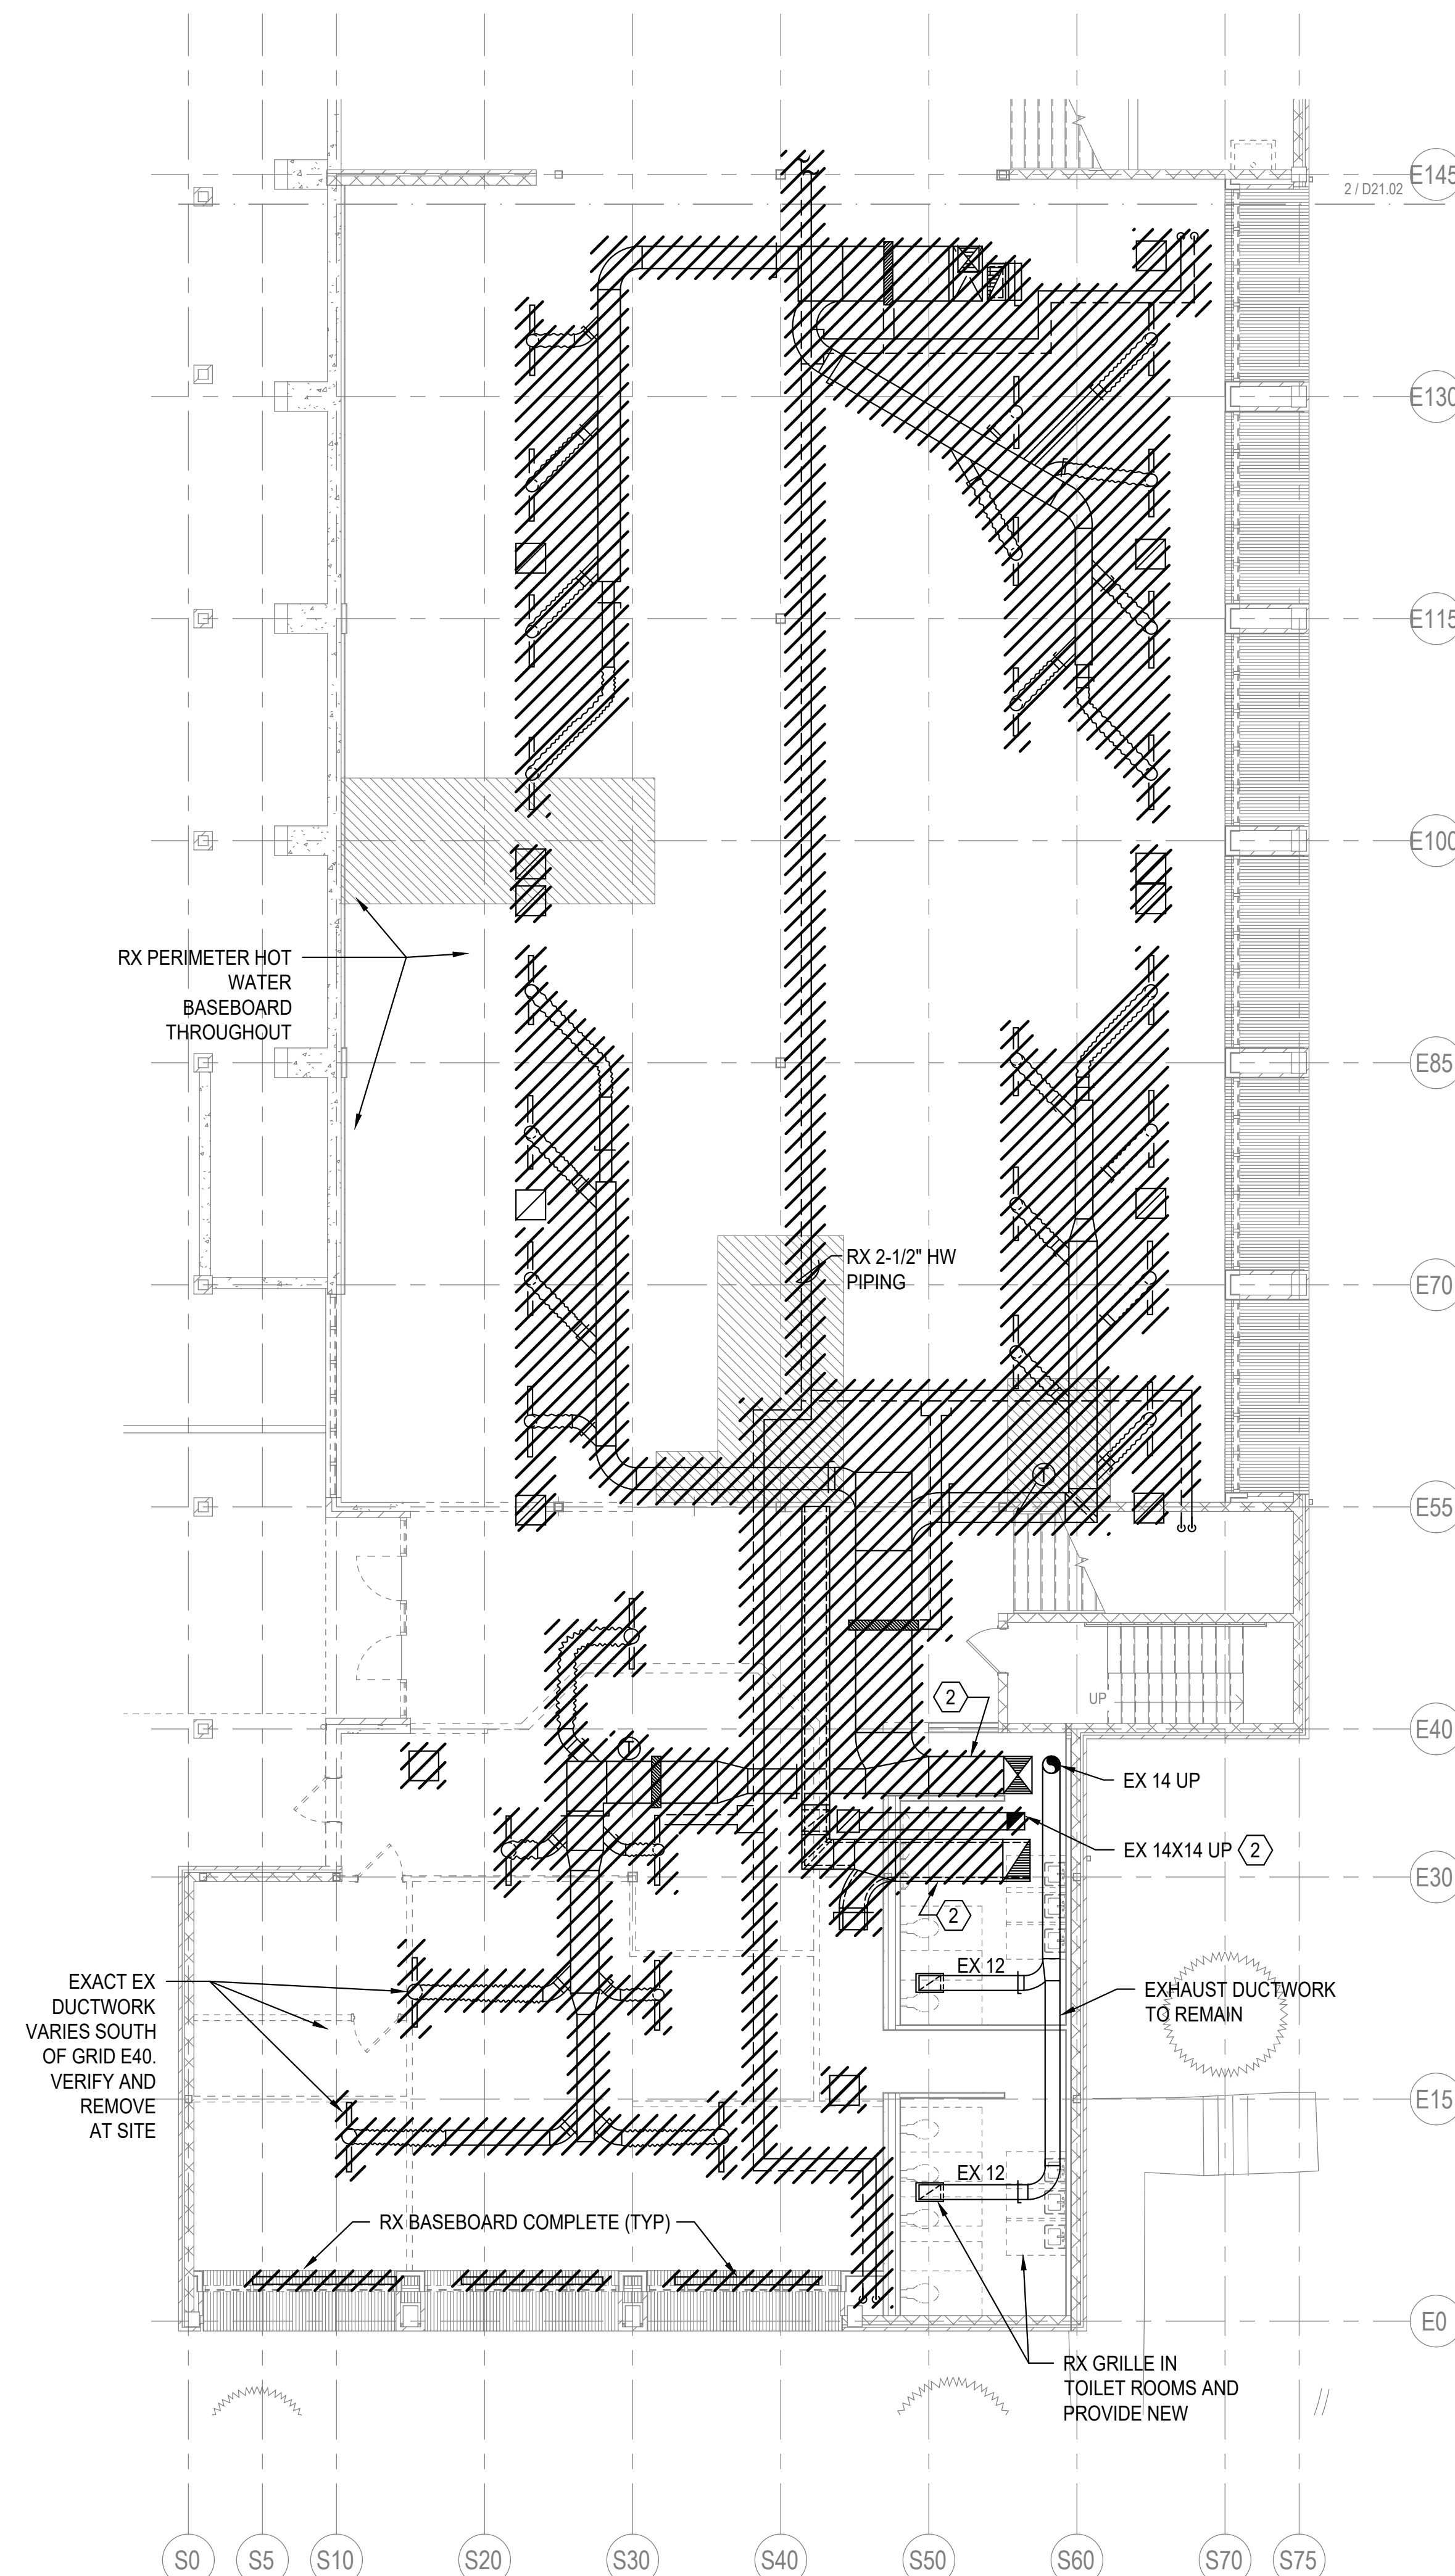 2 / D21.02
E145
E130
E115
E100
RX PERIMETER HOT
WATER
BASEBOARD
THROUGHOUT
E85
RX 2-1/2" HW
PIPING
E70
T
E55
2
UP
E40
T
EX 14 UP
EX 14X14 UP 2
E30
2
EX 12
EXACT EX
DUCTWORK
VARIES SOUTH
OF GRID E40.
VERIFY AND
REMOVE
AT SITE
EXHAUST DUCTWORK
TO REMAIN
E15
EX 12
RX BASEBOARD COMPLETE (TYP)
E0
RX GRILLE IN
TOILET ROOMS AND
PROVIDE NEW
S0 S5 S10 S20 S30 S40 S50 S60 S70 S75